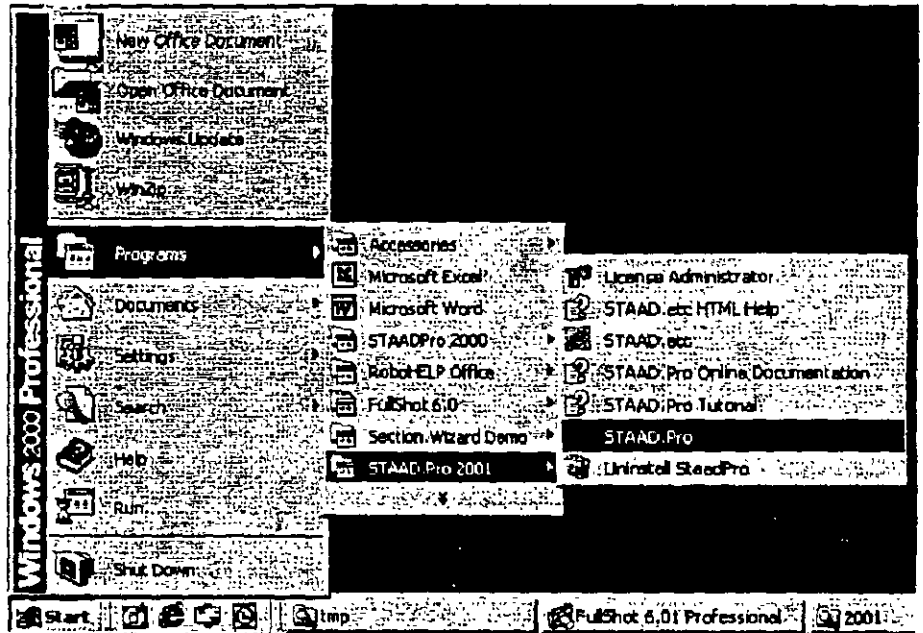 New Office Document
Open Office Document
Windows Update
WinZip
Programs
Documents
Settings
Search
Help
Run...
Shut Down...
Windows 2000 Professional
Accessories
Microsoft Excel
Microsoft Word
STAADPro 2000
RoboHELP Office
FullShot 6.0
Section Wizard Demo
STAAD.Pro 2001
License Administrator
STAAD.etc HTML Help
STAAD.etc
STAAD.Pro Online Documentation
STAAD.Pro Tutorial
STAAD.Pro
Uninstall StaadPro
Start
tmp
FullShot 6.01 Professional
2001